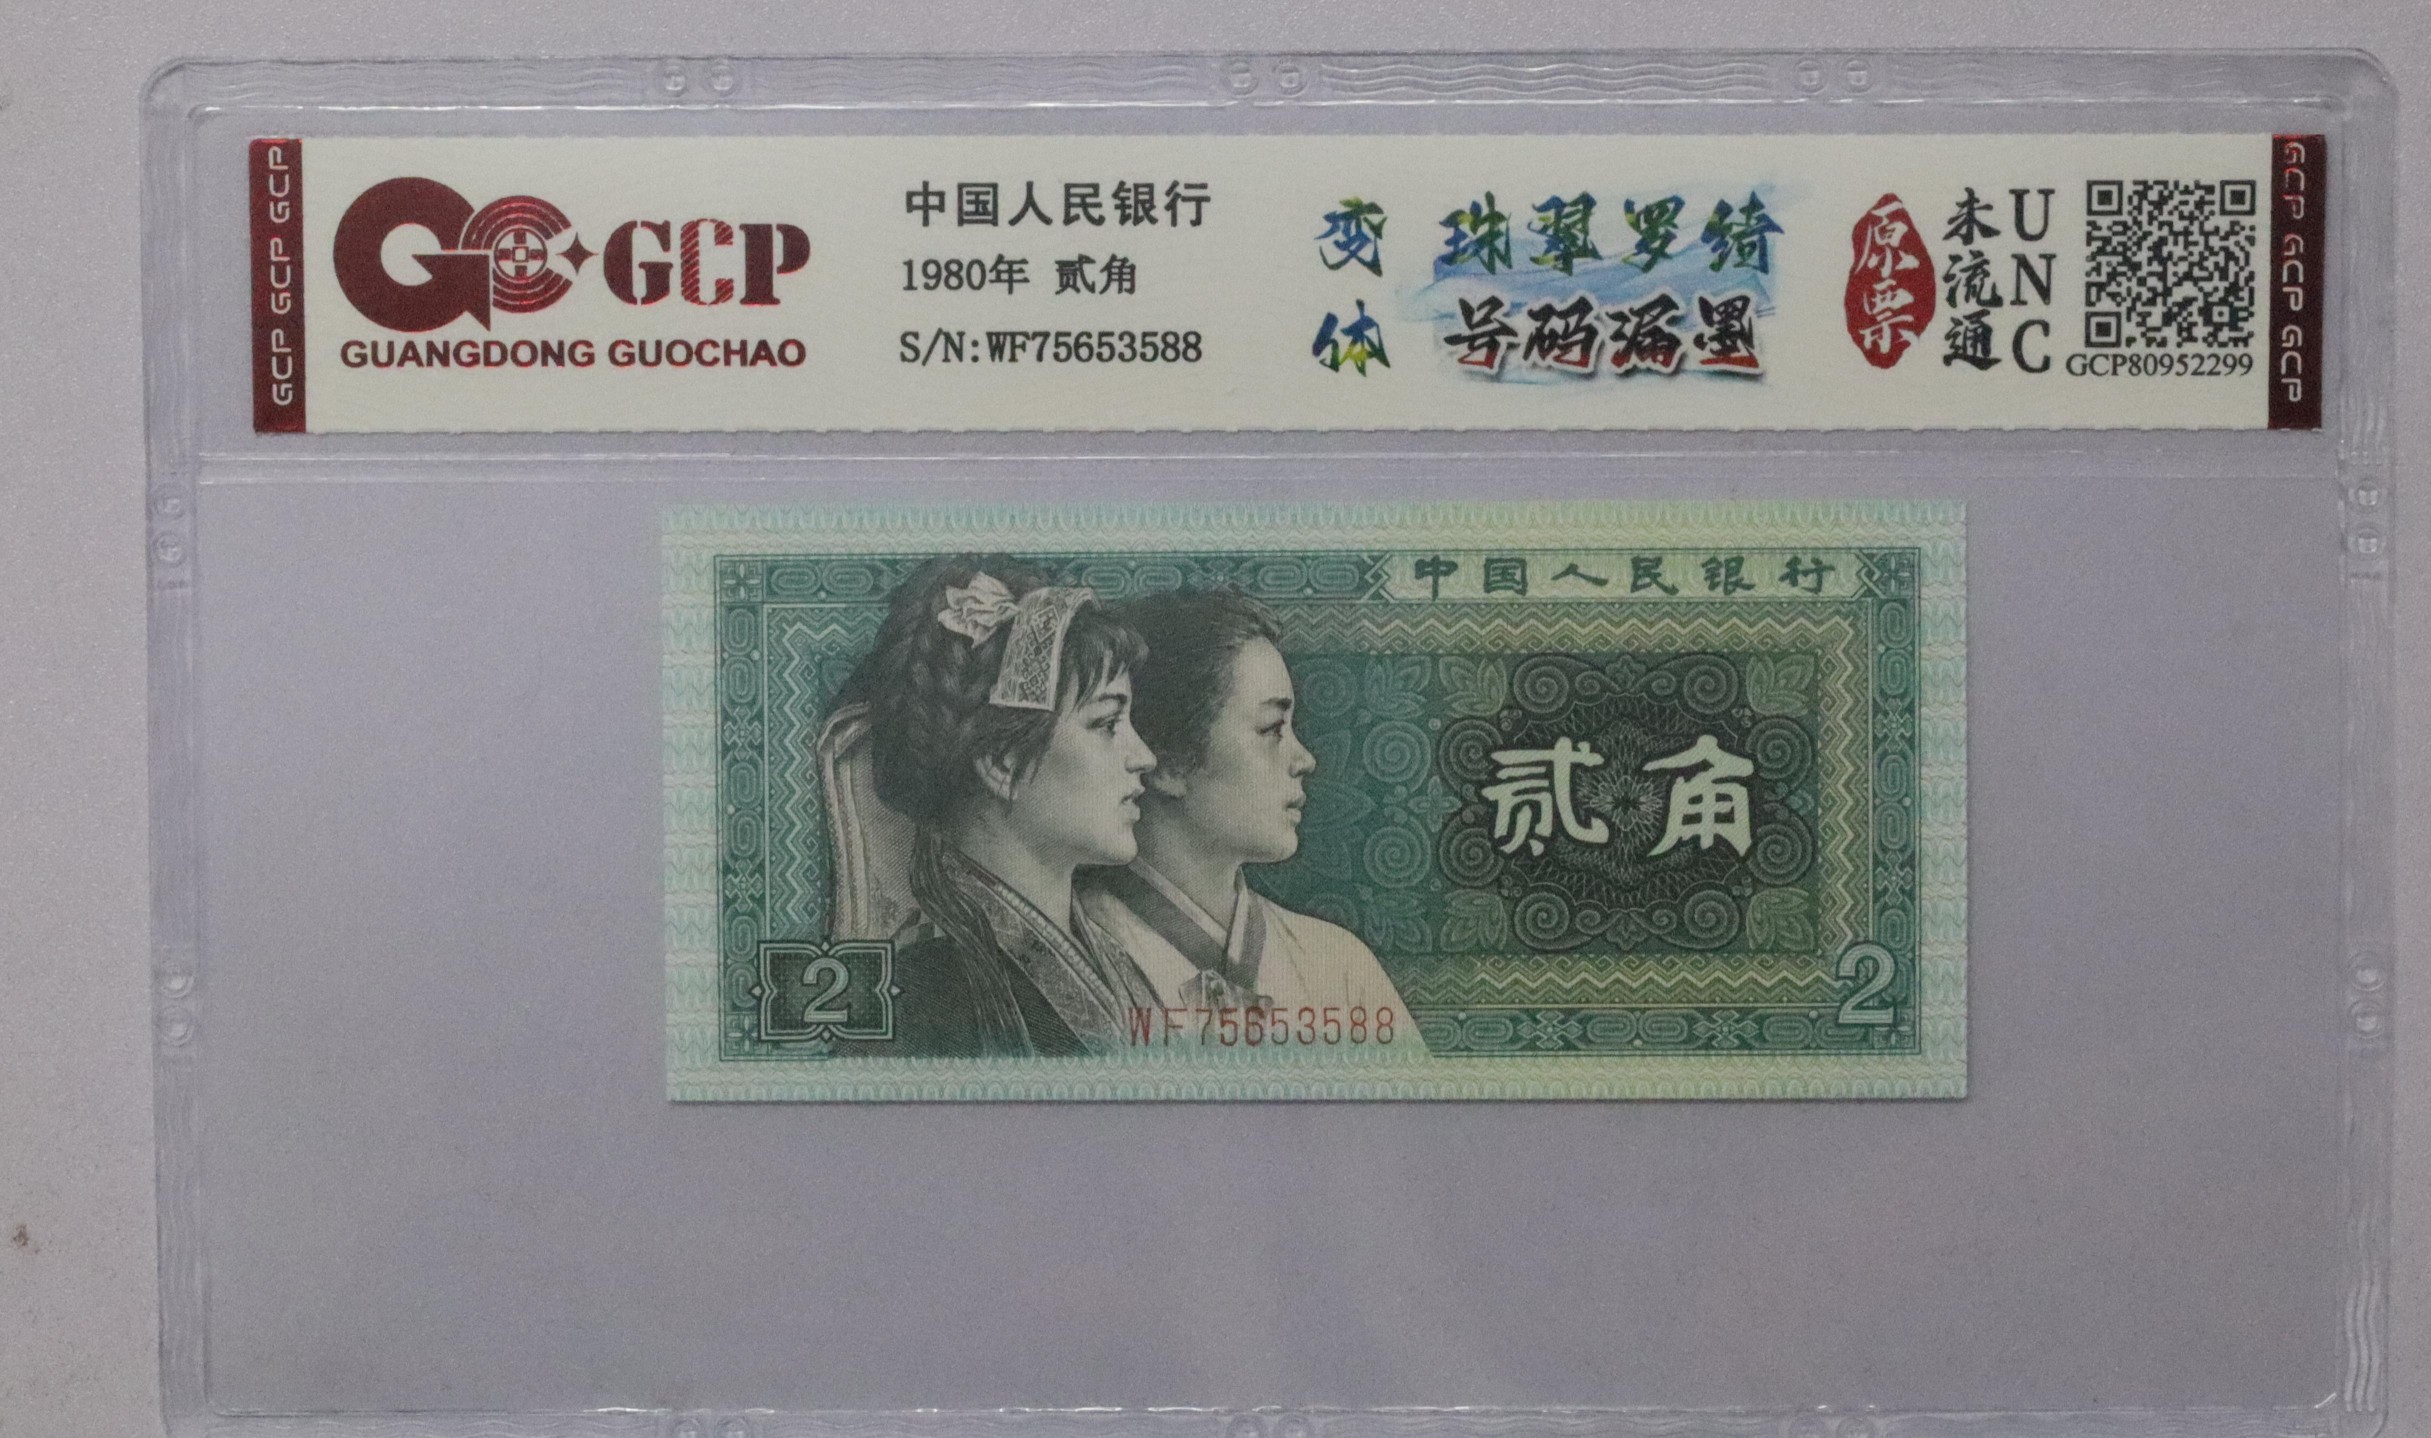 GCP GCP GCP
GCP
GUANGDONG GUOCHAO
中国人民银行
1980年 贰角
S/N:WF75653588
变体
珠翠罗绮
号码漏墨
原票
未流通
UNC
GCP80952299
GCP GCP GCP
中国人民银行
贰角
2
2
WF75653588